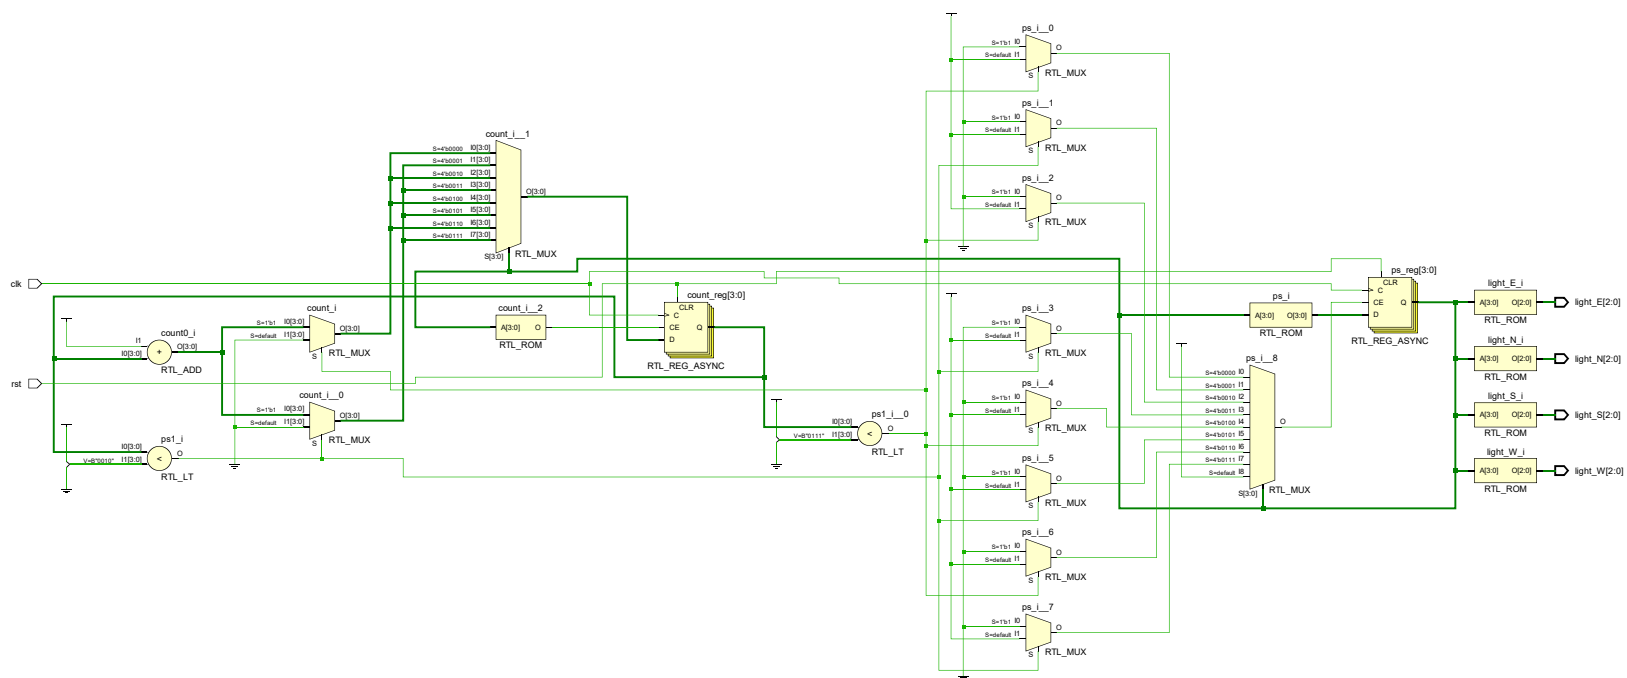 ps_i__0
S=1'b1 I0
O
S=default I1
S
RTL_MUX
ps_i__1
S=1'b1 I0
O
S=default I1
S
RTL_MUX
ps_i__2
S=1'b1 I0
O
S=default I1
S
RTL_MUX
count_i__1
S=4'b0000 I0[3:0]
S=4'b0001 I1[3:0]
S=4'b0010 I2[3:0]
S=4'b0011 I3[3:0]
S=4'b0100 I4[3:0]
S=4'b0101 I5[3:0]
S=4'b0110 I6[3:0]
S=4'b0111 I7[3:0]
O[3:0]
S[3:0]
RTL_MUX
clk
rst
count0_i
I1
I0[3:0]
+
O[3:0]
RTL_ADD
count_i
S=1'b1 I0[3:0]
S=default I1[3:0]
O[3:0]
S
RTL_MUX
count_i__0
S=1'b1 I0[3:0]
S=default I1[3:0]
O[3:0]
S
RTL_MUX
ps1_i
I0[3:0]
V=B"0010" I1[3:0]
<
O
RTL_LT
count_i__2
A[3:0] O
RTL_ROM
count_reg[3:0]
CLR
C
CE Q
D
RTL_REG_ASYNC
ps1_i__0
I0[3:0]
V=B"0111" I1[3:0]
<
O
RTL_LT
ps_i__3
S=1'b1 I0
O
S=default I1
S
RTL_MUX
ps_i__4
S=1'b1 I0
O
S=default I1
S
RTL_MUX
ps_i__5
S=1'b1 I0
O
S=default I1
S
RTL_MUX
ps_i__6
S=1'b1 I0
O
S=default I1
S
RTL_MUX
ps_i__7
S=1'b1 I0
O
S=default I1
S
RTL_MUX
ps_i
A[3:0] O[3:0]
RTL_ROM
ps_i__8
S=4'b0000 I0
S=4'b0001 I1
S=4'b0010 I2
S=4'b0011 I3
S=4'b0100 I4
S=4'b0101 I5
S=4'b0110 I6
S=4'b0111 I7
S=default I8
O
S[3:0]
RTL_MUX
ps_reg[3:0]
CLR
C
CE Q
D
RTL_REG_ASYNC
light_E_i
A[3:0] O[2:0]
RTL_ROM
light_E[2:0]
light_N_i
A[3:0] O[2:0]
RTL_ROM
light_N[2:0]
light_S_i
A[3:0] O[2:0]
RTL_ROM
light_S[2:0]
light_W_i
A[3:0] O[2:0]
RTL_ROM
light_W[2:0]